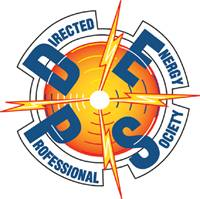 DIRECTED
ENERGY
PROFESSIONAL
SOCIETY